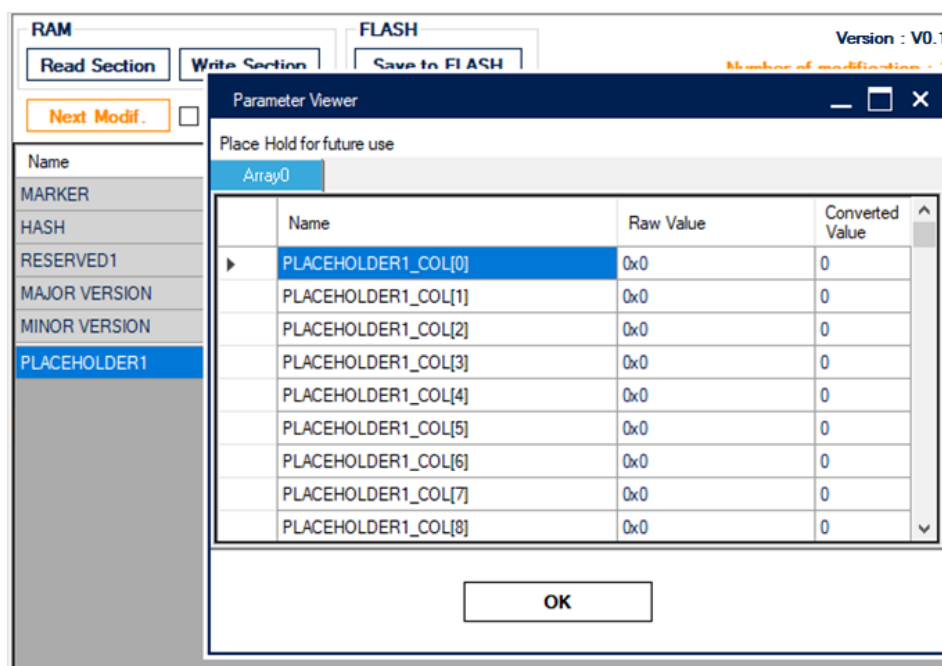 RAM
FLASH
Version : V0.1
Read Section
Write Section
Save to FLASH
Number of modification :
Next Modif.
Parameter Viewer
Place Hold for future use
Array0
Name
MARKER
HASH
RESERVED1
MAJOR VERSION
MINOR VERSION
PLACEHOLDER1
Name Raw Value Converted Value
PLACEHOLDER1_COL[0] 0x0 0
PLACEHOLDER1_COL[1] 0x0 0
PLACEHOLDER1_COL[2] 0x0 0
PLACEHOLDER1_COL[3] 0x0 0
PLACEHOLDER1_COL[4] 0x0 0
PLACEHOLDER1_COL[5] 0x0 0
PLACEHOLDER1_COL[6] 0x0 0
PLACEHOLDER1_COL[7] 0x0 0
PLACEHOLDER1_COL[8] 0x0 0
OK